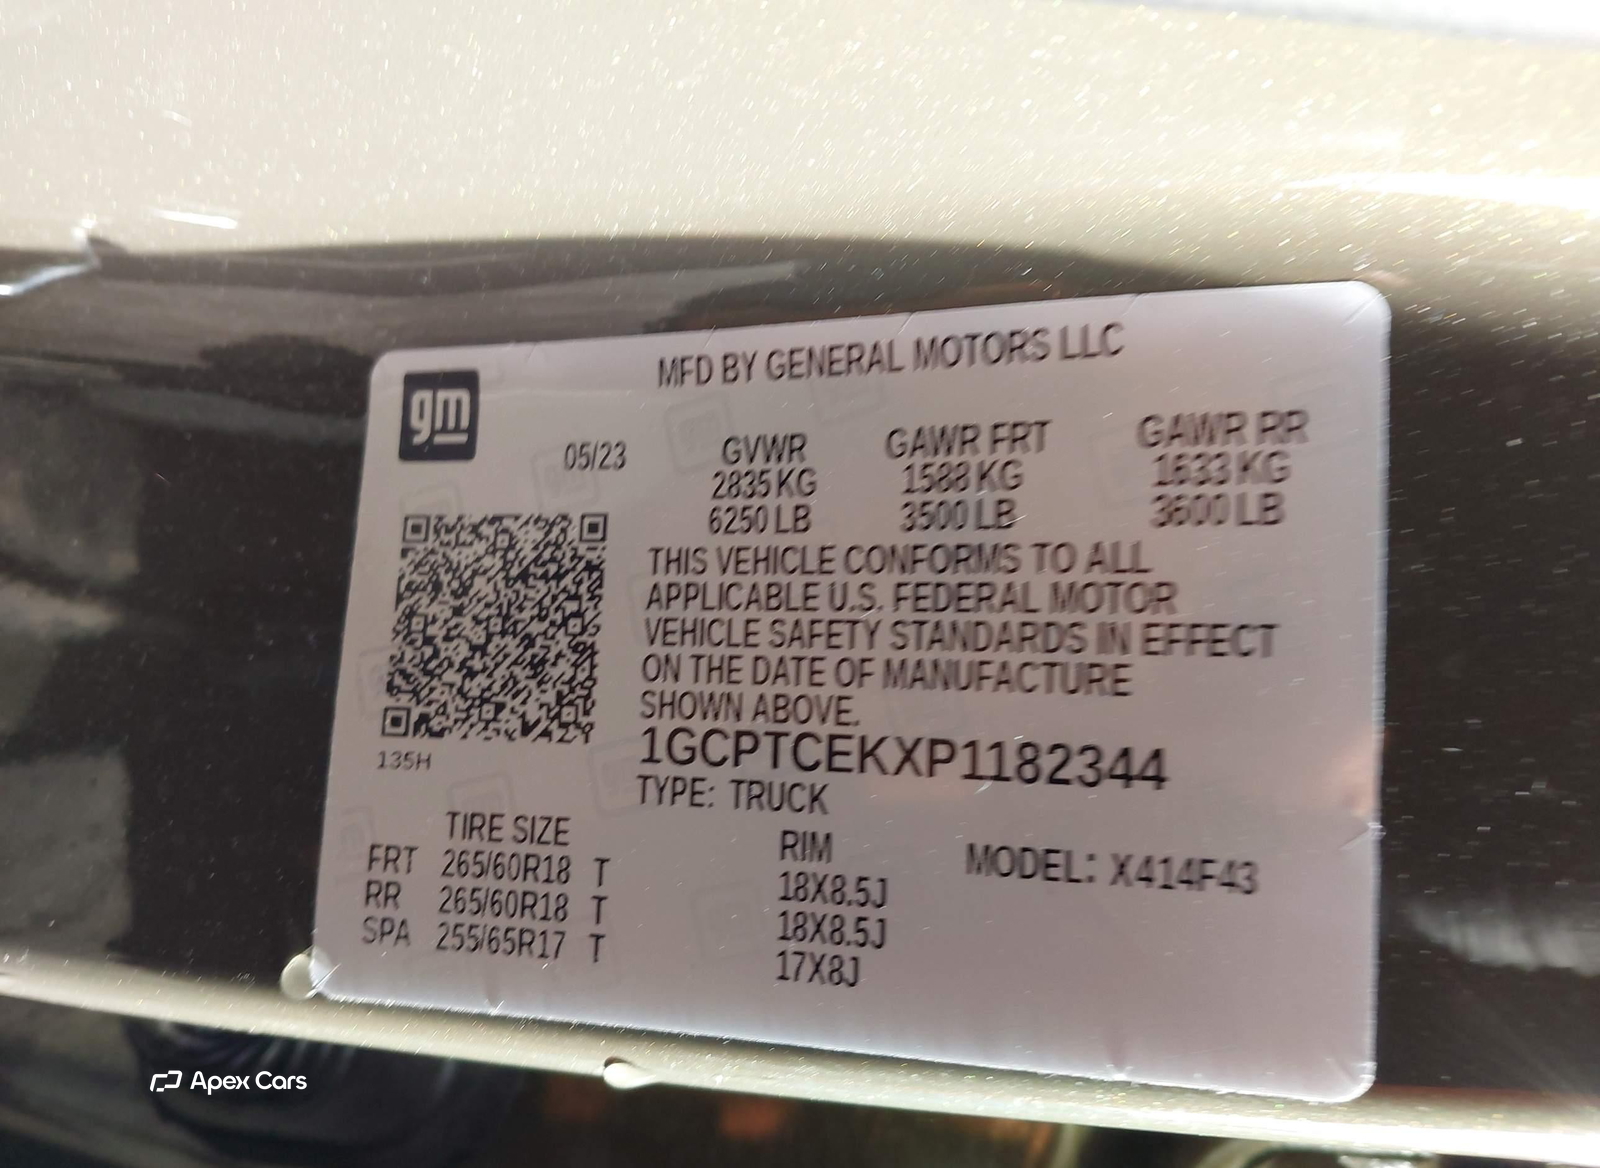 MFD BY GENERAL MOTORS LLC
gm
05/23
GVWR GAWR FRT GAWR RR
2835 KG 1588 KG 1633 KG
6250 LB 3500 LB 3600 LB
THIS VEHICLE CONFORMS TO ALL
APPLICABLE U.S. FEDERAL MOTOR
VEHICLE SAFETY STANDARDS IN EFFECT
ON THE DATE OF MANUFACTURE
SHOWN ABOVE.
1GCPTCEKXP1182344
135H
TYPE: TRUCK
TIRE SIZE RIM MODEL: X414F43
FRT 265/60R18 T 18X8.5J
RR 265/60R18 T 18X8.5J
SPA 255/65R17 T 17X8J
Apex Cars